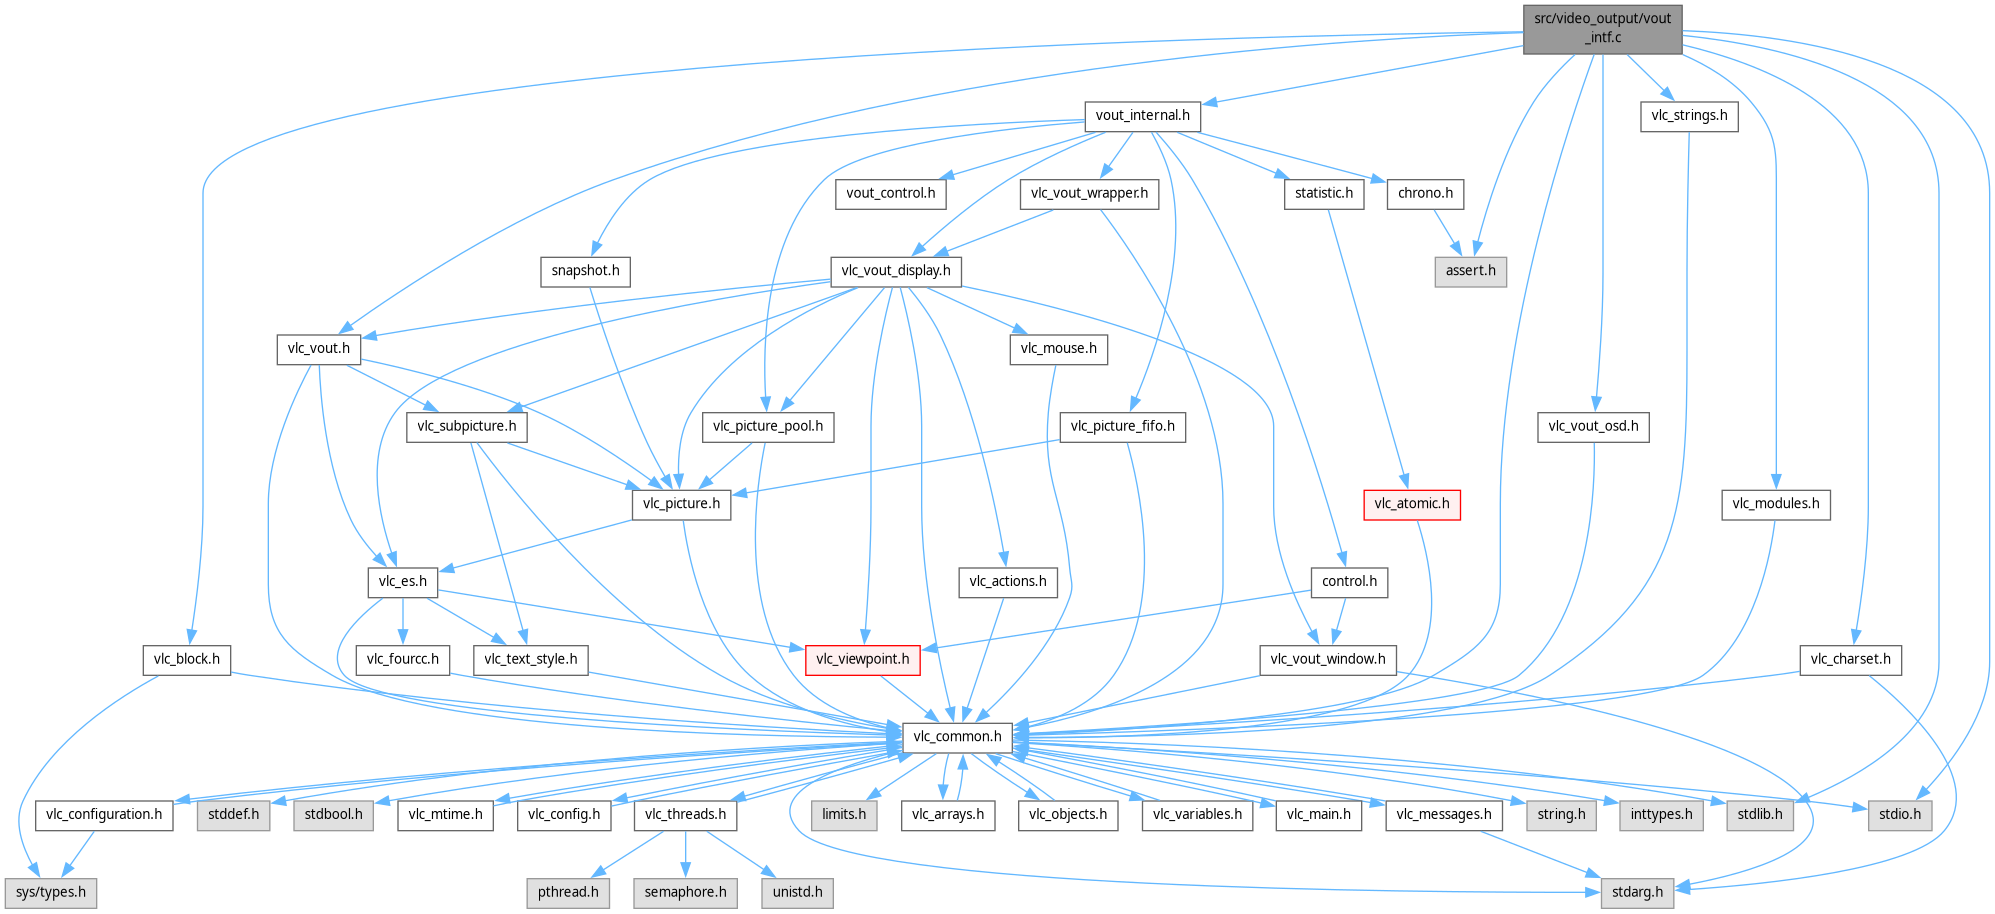 src/video_output/vout
_intf.c
vout_internal.h
vlc_strings.h
vout_control.h
vlc_vout_wrapper.h
statistic.h
chrono.h
snapshot.h
vlc_vout_display.h
assert.h
vlc_vout.h
vlc_mouse.h
vlc_subpicture.h
vlc_picture_pool.h
vlc_picture_fifo.h
vlc_vout_osd.h
vlc_picture.h
vlc_atomic.h
vlc_modules.h
vlc_es.h
vlc_actions.h
control.h
vlc_block.h
vlc_fourcc.h
vlc_text_style.h
vlc_viewpoint.h
vlc_vout_window.h
vlc_charset.h
vlc_common.h
vlc_configuration.h
stddef.h
stdbool.h
vlc_mtime.h
vlc_config.h
vlc_threads.h
limits.h
vlc_arrays.h
vlc_objects.h
vlc_variables.h
vlc_main.h
vlc_messages.h
string.h
inttypes.h
stdlib.h
stdio.h
sys/types.h
pthread.h
semaphore.h
unistd.h
stdarg.h